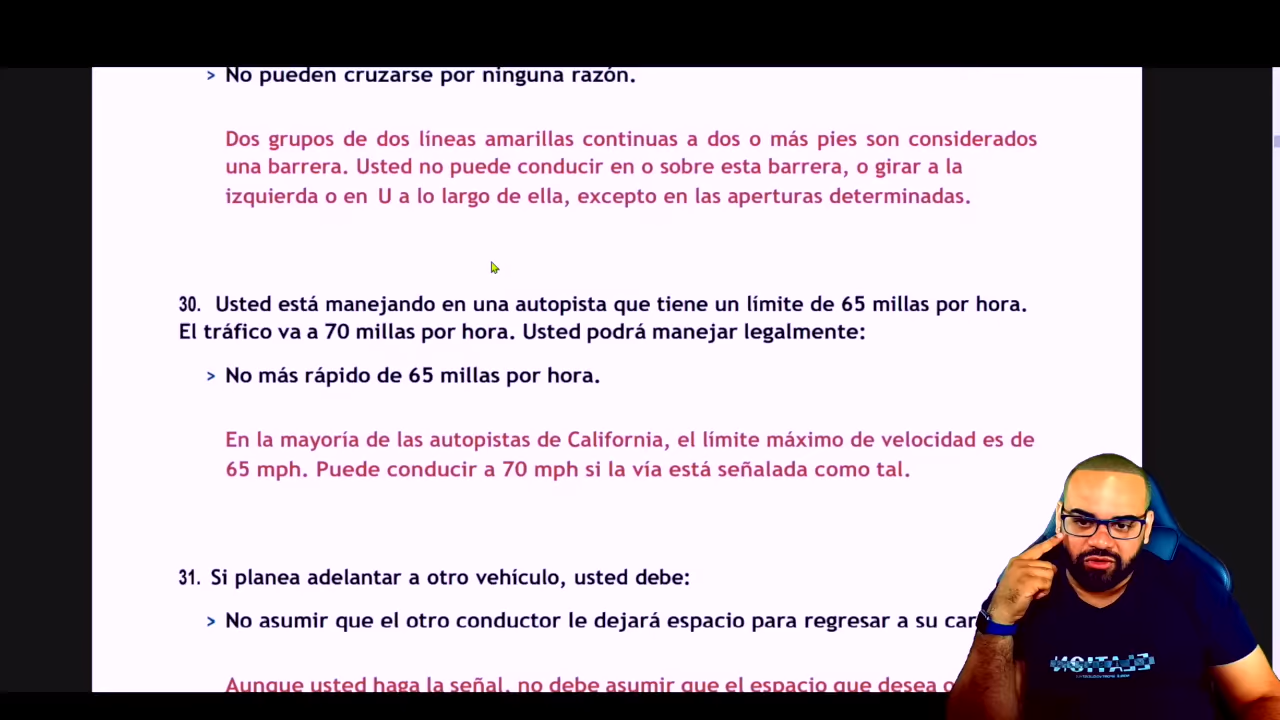 > No pueden cruzarse por ninguna razón.
Dos grupos de dos líneas amarillas continuas a dos o más pies son considerados
una barrera. Usted no puede conducir en o sobre esta barrera, o girar a la
izquierda o en U a lo largo de ella, excepto en las aperturas determinadas.
30. Usted está manejando en una autopista que tiene un límite de 65 millas por hora.
El tráfico va a 70 millas por hora. Usted podrá manejar legalmente:
> No más rápido de 65 millas por hora.
En la mayoría de las autopistas de California, el límite máximo de velocidad es de
65 mph. Puede conducir a 70 mph si la vía está señalada como tal.
31. Si planea adelantar a otro vehículo, usted debe:
> No asumir que el otro conductor le dejará espacio para regresar a su
Aunque usted haga la señal, no debe asumir que el espacio que desea